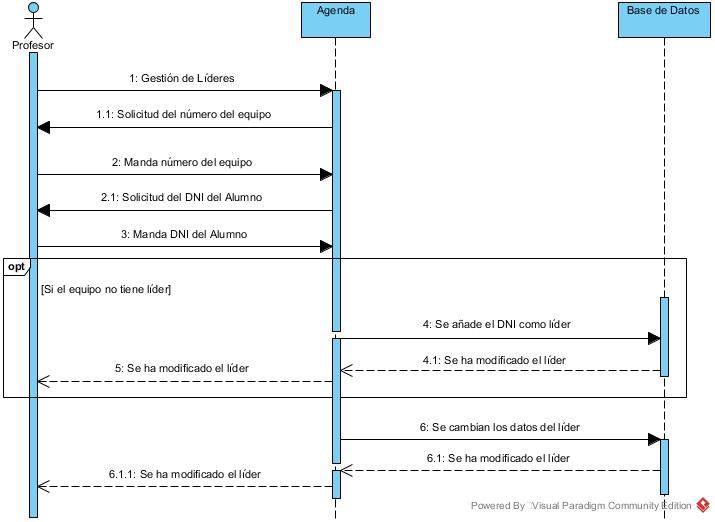 Profesor
Agenda
Base de Datos
1: Gestión de Líderes
1.1: Solicitud del número del equipo
2: Manda número del equipo
2.1: Solicitud del DNI del Alumno
3: Manda DNI del Alumno
opt
[Si el equipo no tiene líder]
4: Se añade el DNI como líder
4.1: Se ha modificado el líder
5: Se ha modificado el líder
6: Se cambian los datos del líder
6.1: Se ha modificado el líder
6.1.1: Se ha modificado el líder
Powered By Visual Paradigm Community Edition